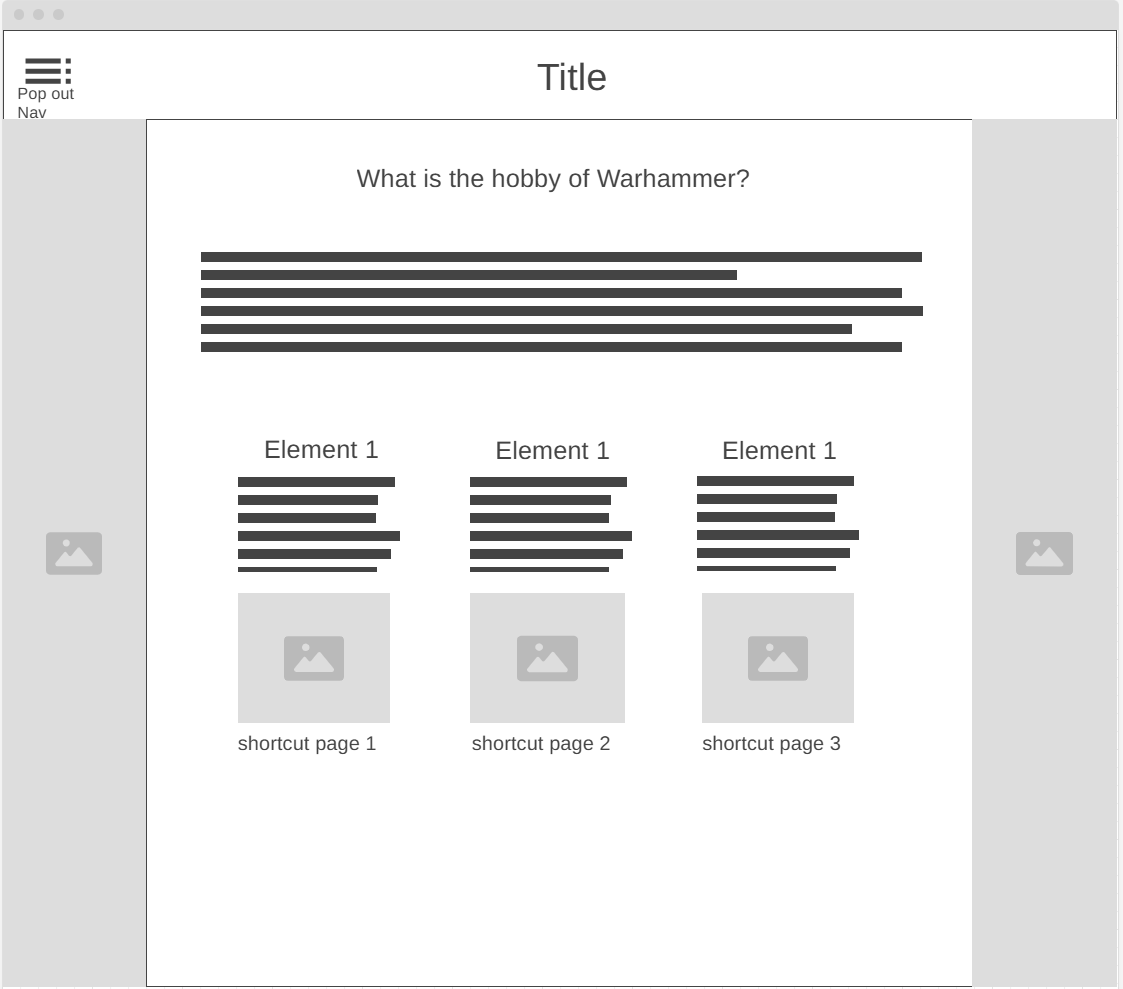 Title
Pop out
Nav
What is the hobby of Warhammer?
Element 1
Element 1
Element 1
shortcut page 1
shortcut page 2
shortcut page 3